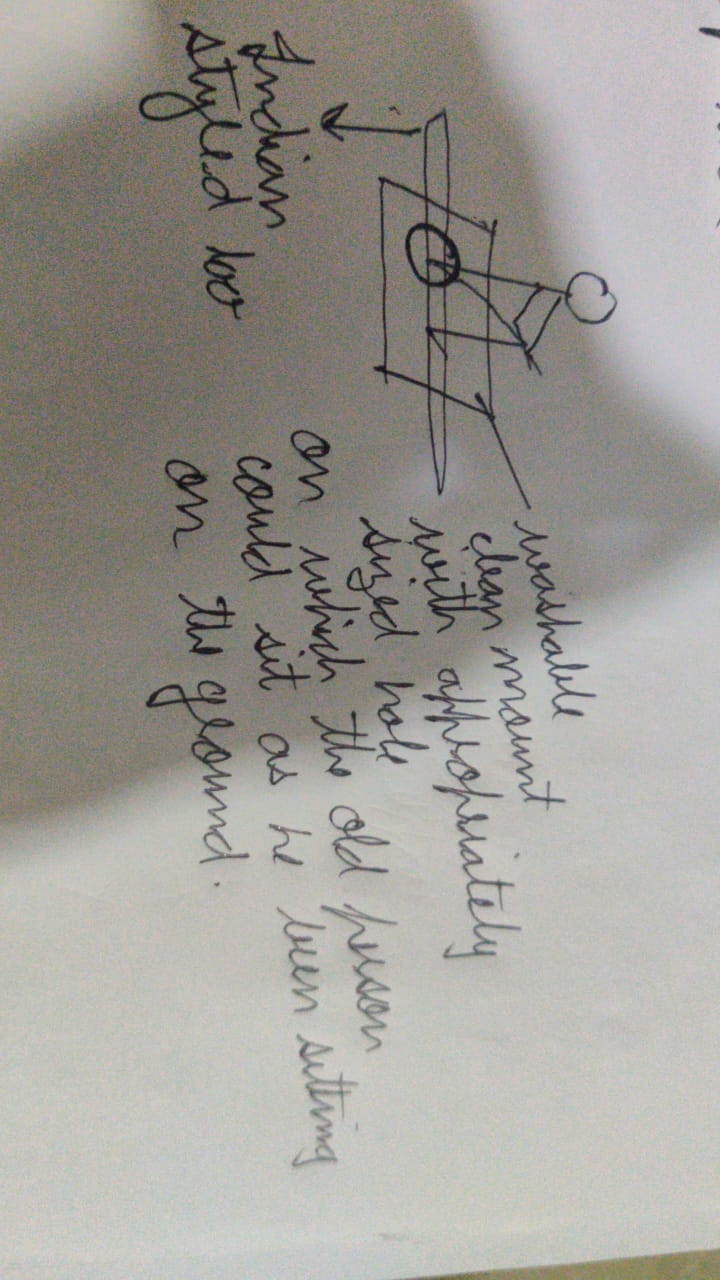 washable
clean mount
with appropriately
sized hole
on which the old person
could sit as he been sitting
on the ground.
Indian
styled loo